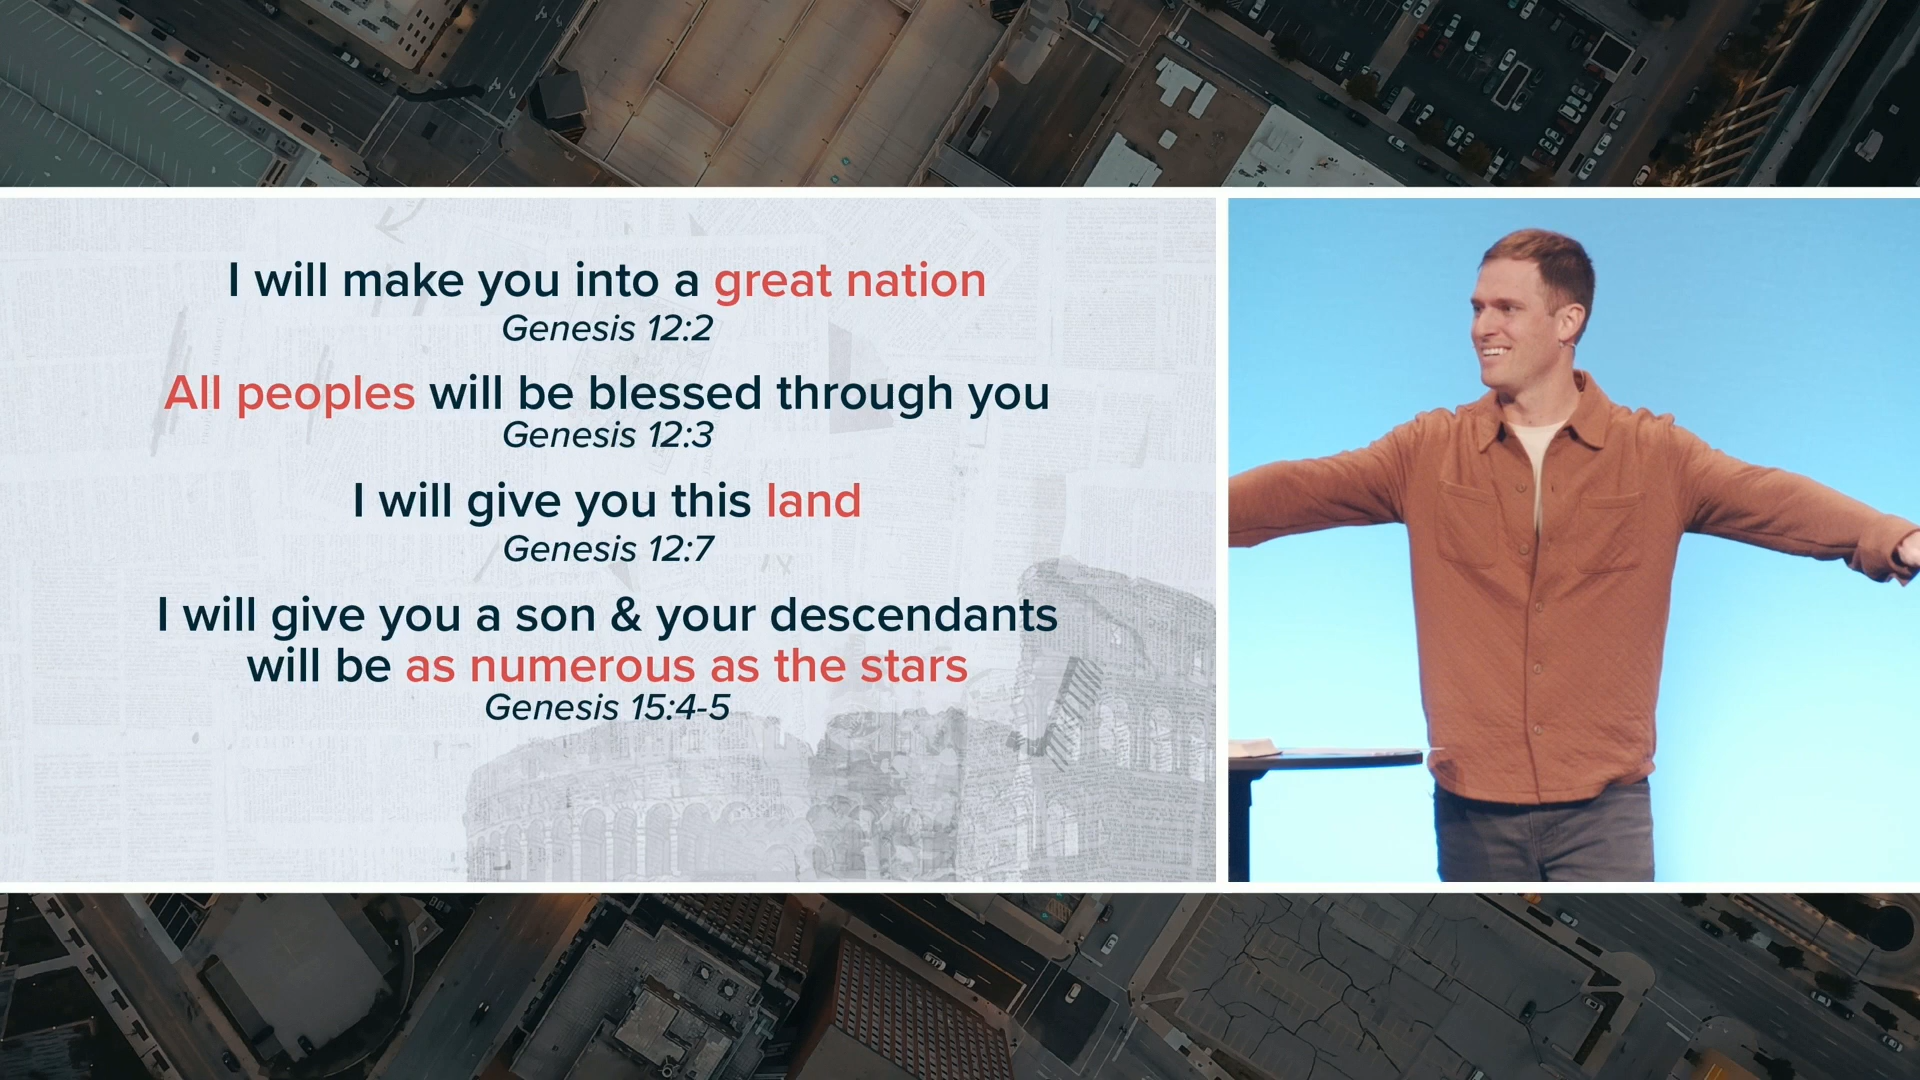 I will make you into a great nation
Genesis 12:2
All peoples will be blessed through you
Genesis 12:3
I will give you this land
Genesis 12:7
I will give you a son & your descendants
will be as numerous as the stars
Genesis 15:4-5